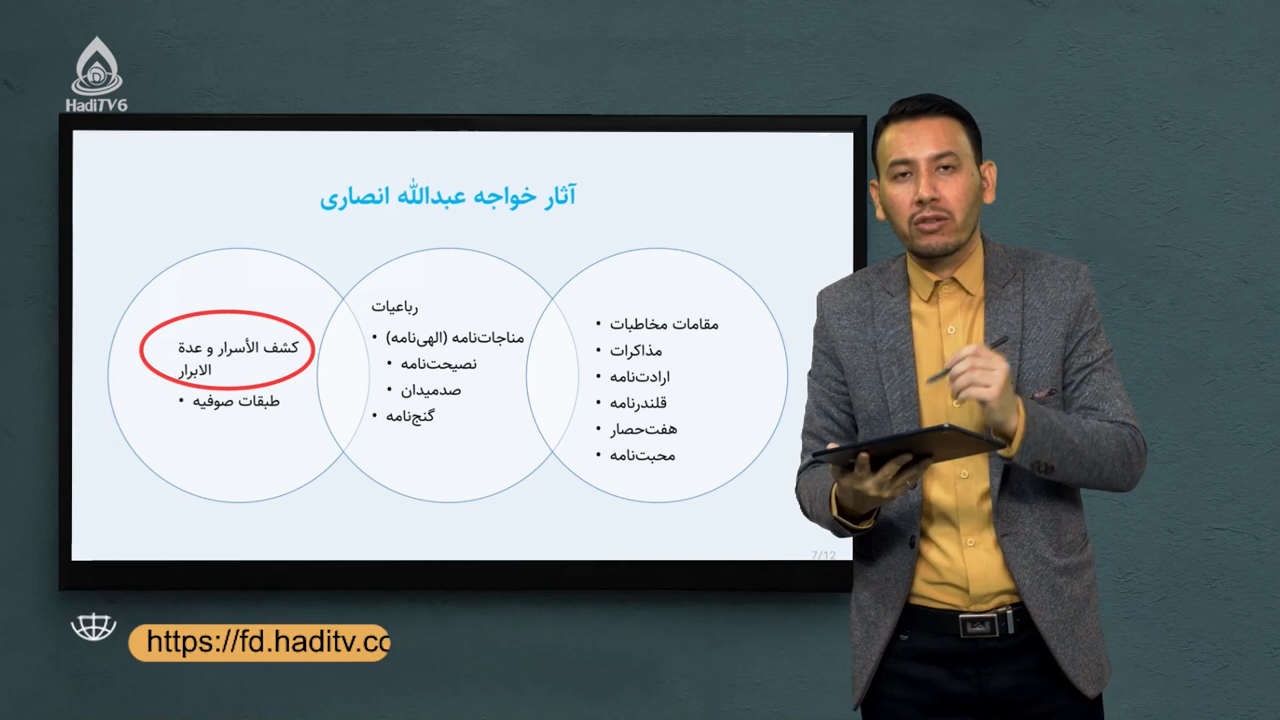 HadiTV6
آثار خواجه عبدالله انصاری
مقامات مخاطبات
مذاکرات
ارادت‌نامه
قلندرنامه
هفت‌حصار
محبت‌نامه
رباعیات
مناجات‌نامه (الهی‌نامه)
نصیحت‌نامه
صدمیدان
گنج‌نامه
کشف الأسرار و عدة
الابرار
طبقات صوفیه
7/12
https://fd.haditv.cc